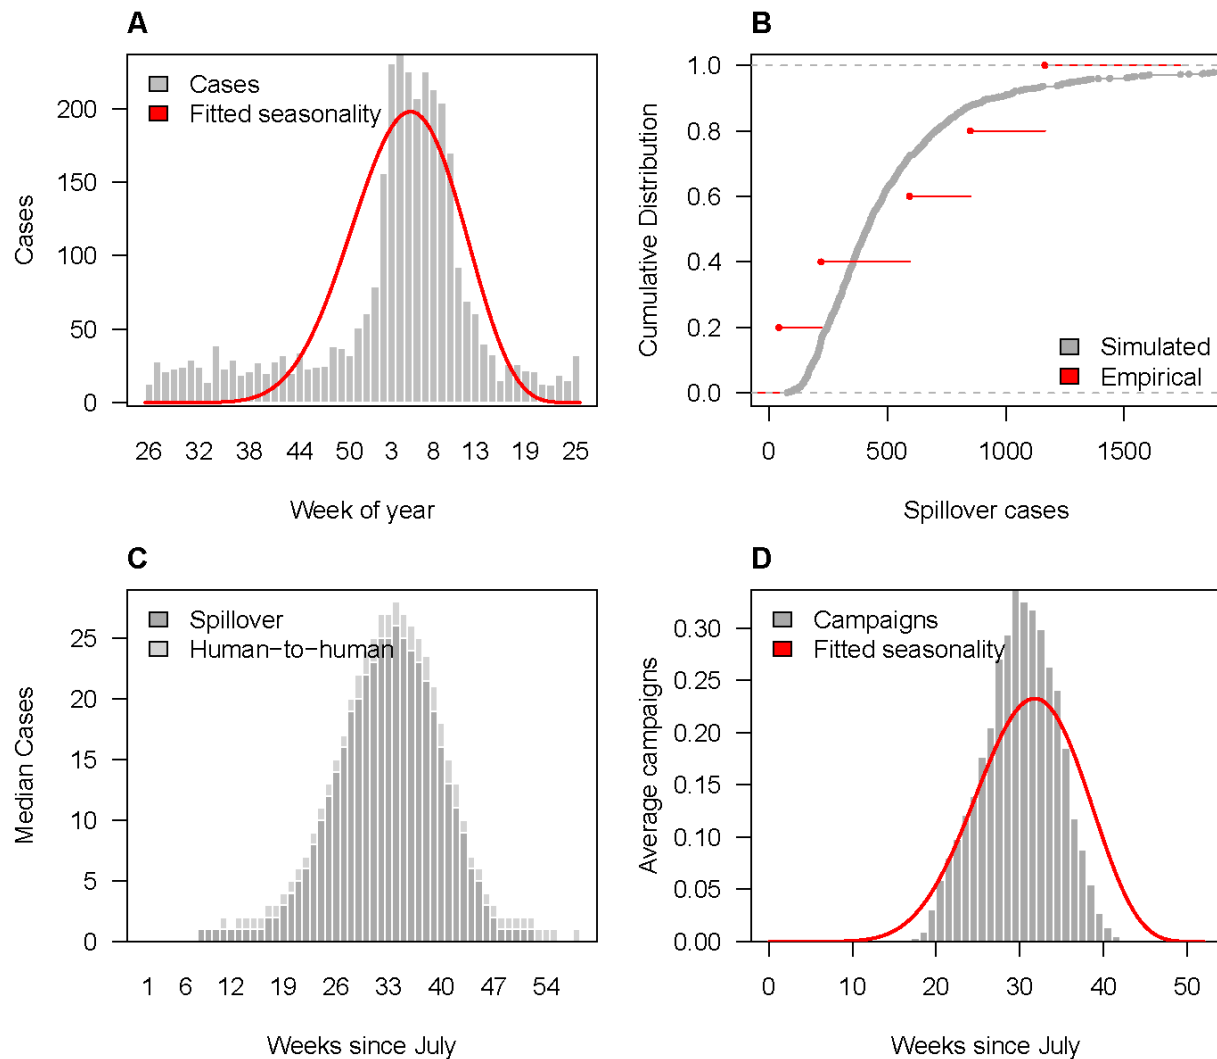 A
Cases
Fitted seasonality
200
150
100
50
0
Cases
26 32 38 44 50 3 8 13 19 25
Week of year
B
1.0
0.8
0.6
0.4
0.2
0.0
Cumulative Distribution
Simulated
Empirical
0 500 1000 1500
Spillover cases
C
Spillover
Human−to−human
25
20
15
10
5
0
Median Cases
1 6 12 19 26 33 40 47 54
Weeks since July
D
Campaigns
Fitted seasonality
0.30
0.25
0.20
0.15
0.10
0.05
0.00
Average campaigns
0 10 20 30 40 50
Weeks since July